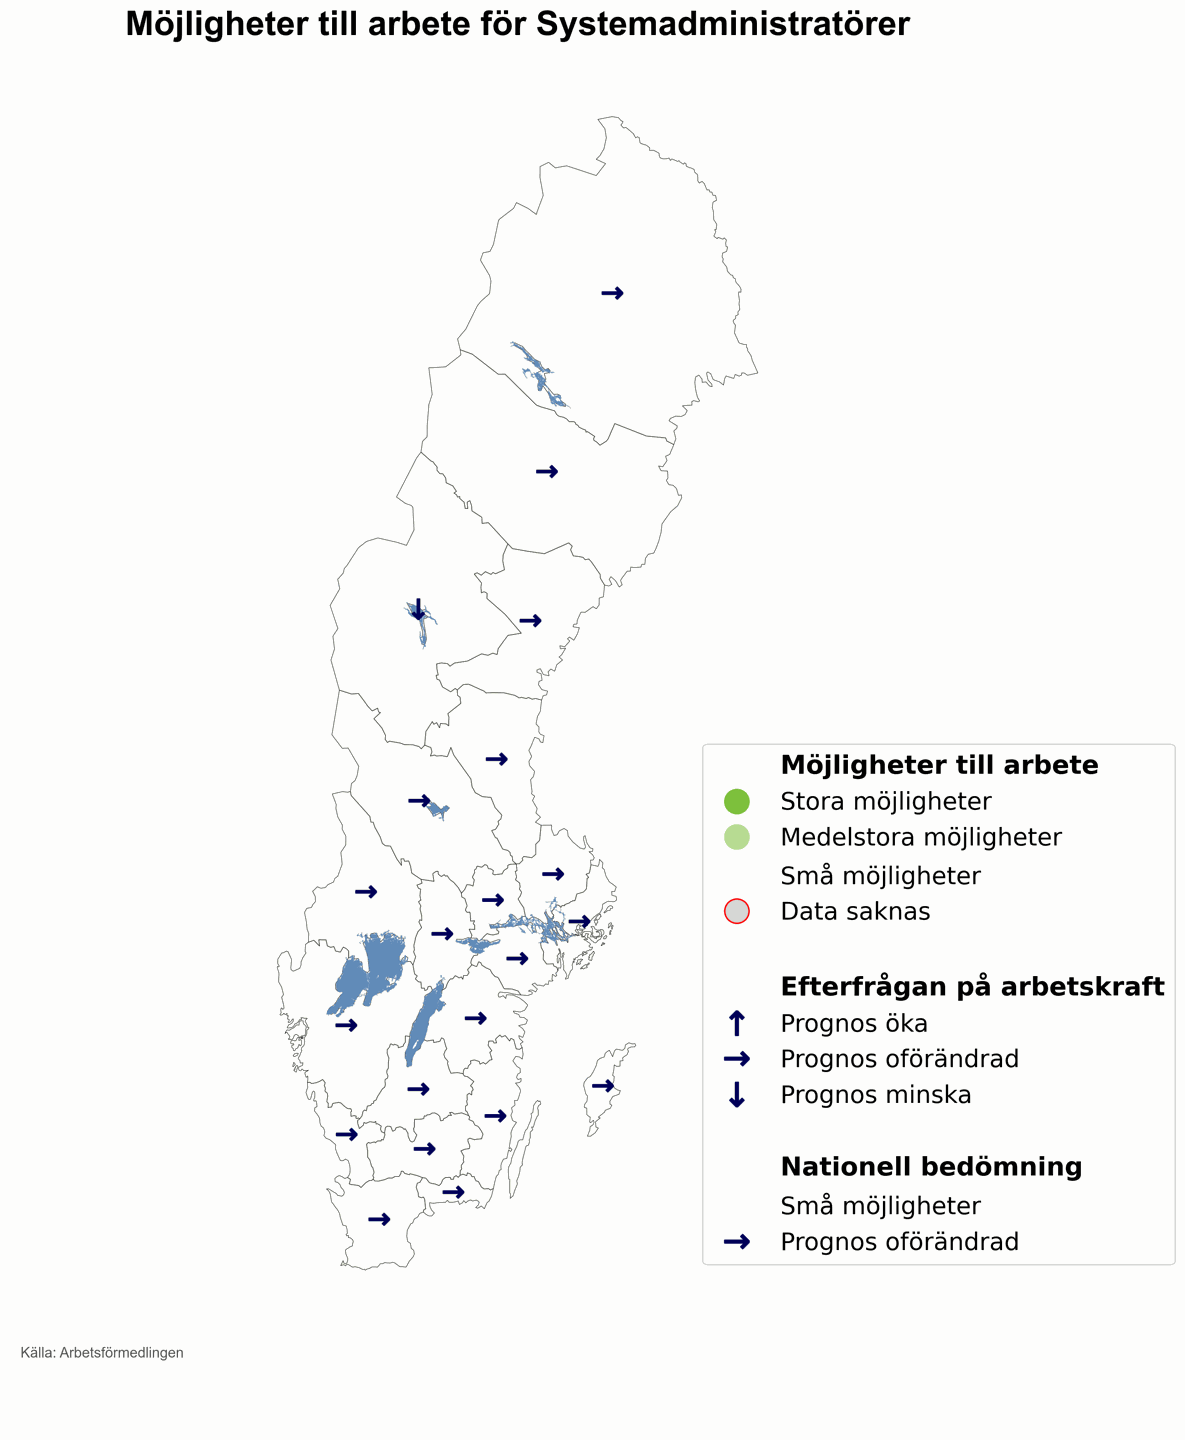 Möjligheter till arbete för Systemadministratörer
Möjligheter till arbete
Stora möjligheter
Medelstora möjligheter
Små möjligheter
Data saknas
Efterfrågan på arbetskraft
Prognos öka
Prognos oförändrad
Prognos minska
Nationell bedömning
Små möjligheter
Prognos oförändrad
Källa: Arbetsförmedlingen